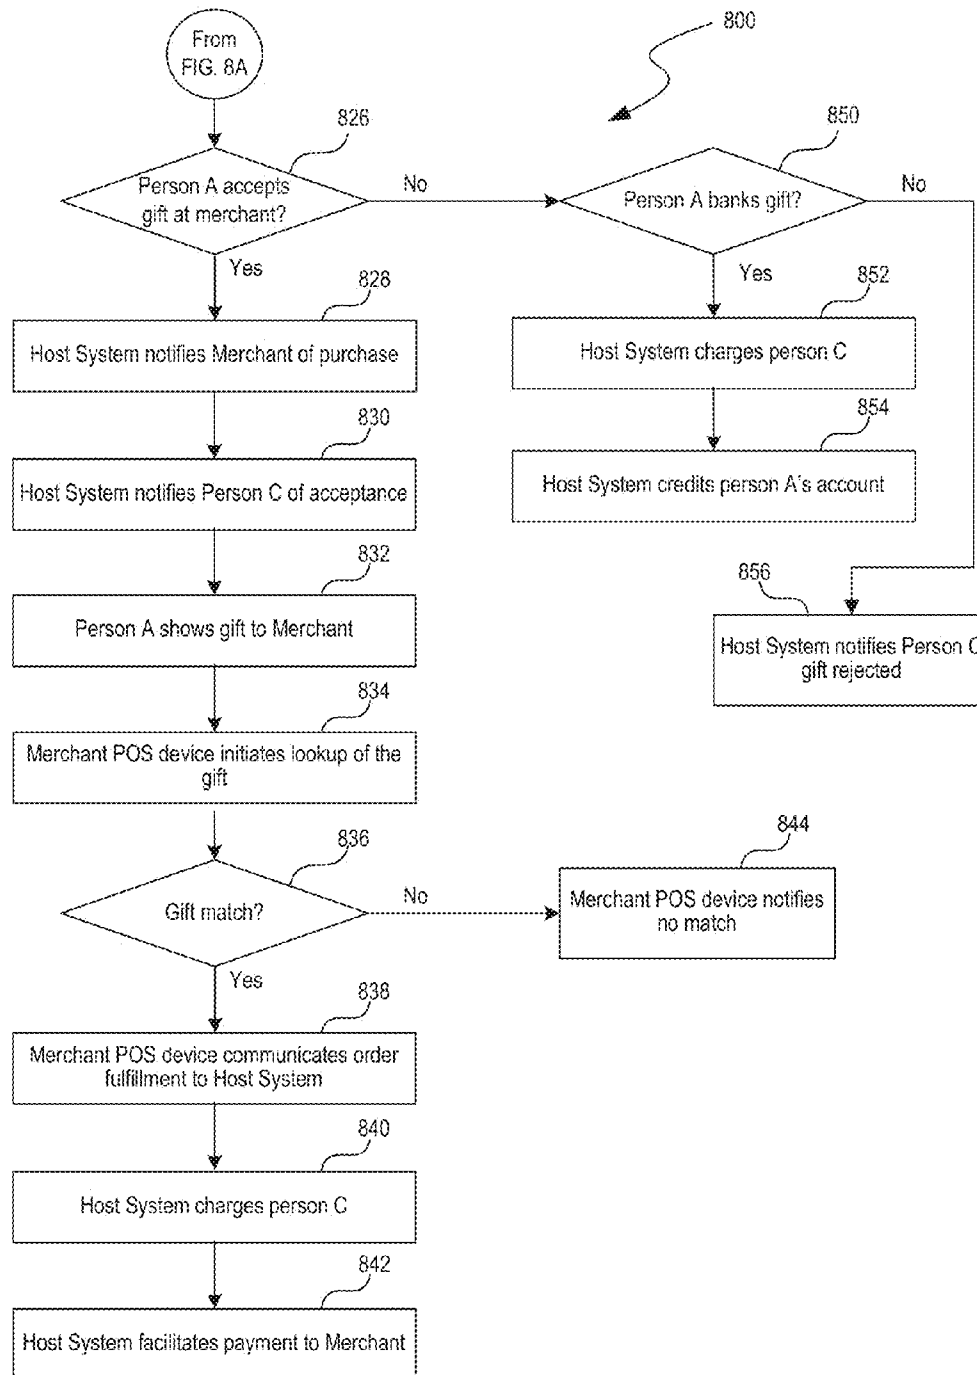 From
FIG. 8A
800
826
Person A accepts
gift at merchant?
No
850
Person A banks gift?
No
Yes
828
Host System notifies Merchant of purchase
Yes
852
Host System charges person C
830
Host System notifies Person C of acceptance
854
Host System credits person A's account
832
Person A shows gift to Merchant
856
Host System notifies Person C
gift rejected
834
Merchant POS device initiates lookup of the
gift
836
Gift match?
No
844
Merchant POS device notifies
no match
Yes
838
Merchant POS device communicates order
fulfillment to Host System
840
Host System charges person C
842
Host System facilitates payment to Merchant